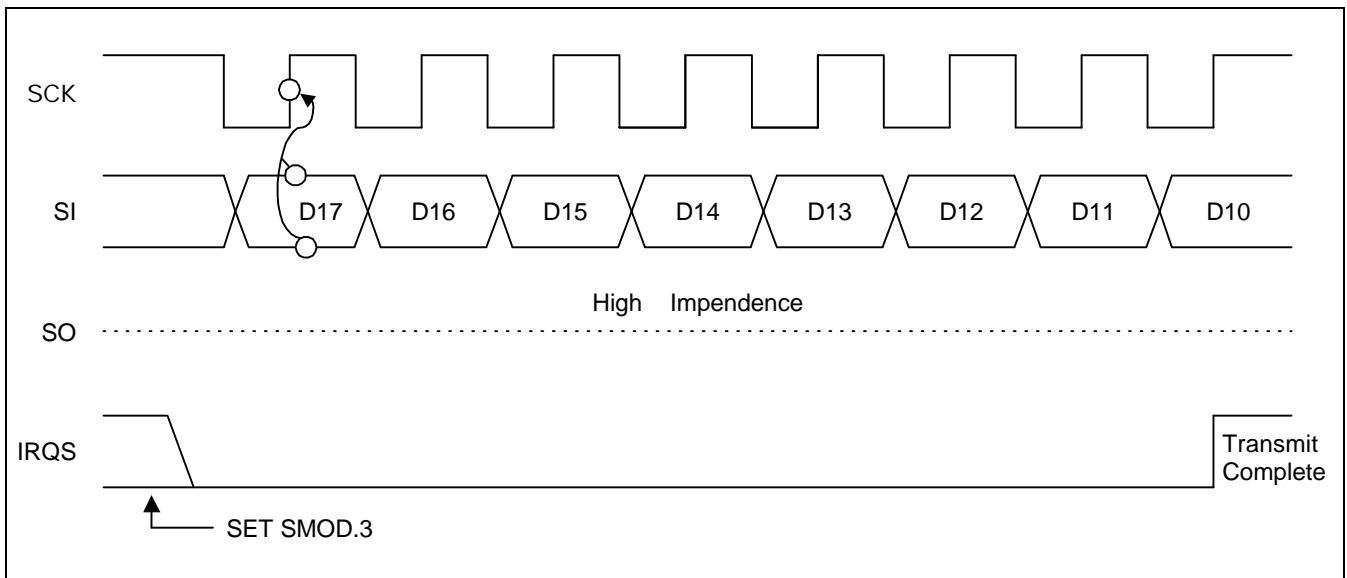 SCK
SI
D17 D16 D15 D14 D13 D12 D11 D10
High Impendence
SO
IRQS
Transmit
Complete
SET SMOD.3